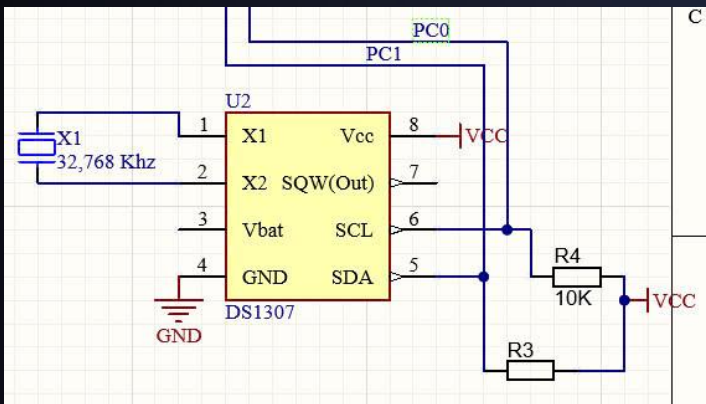 C
PC0
PC1
U2
X1
32,768 Khz
1
X1
Vcc
8
VCC
2
X2
SQW(Out)
7
3
Vbat
SCL
6
4
GND
SDA
5
GND
DS1307
R4
10K
VCC
R3